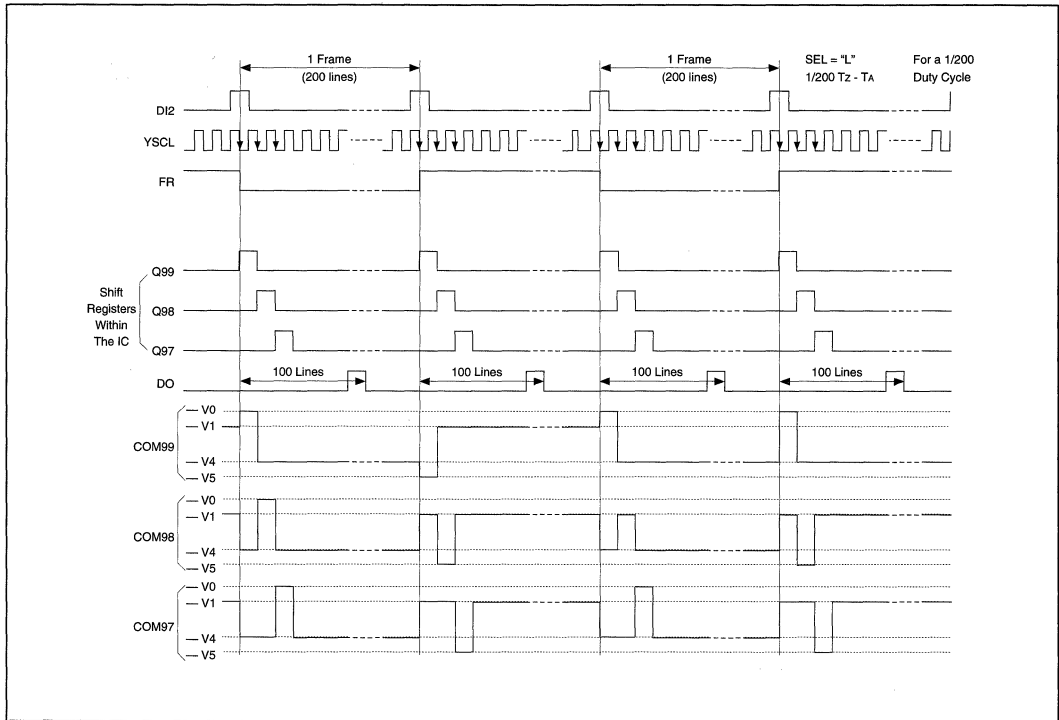 1 Frame
(200 lines)
1 Frame
(200 lines)
SEL = “L”
1/200 Tz - TA
For a 1/200
Duty Cycle
DI2
YSCL
FR
Shift
Registers
Within
The IC
Q99
Q98
Q97
DO
100 Lines
100 Lines
100 Lines
100 Lines
COM99
— V0
— V1
— V4
— V5
COM98
— V0
— V1
— V4
— V5
COM97
— V0
— V1
— V4
— V5